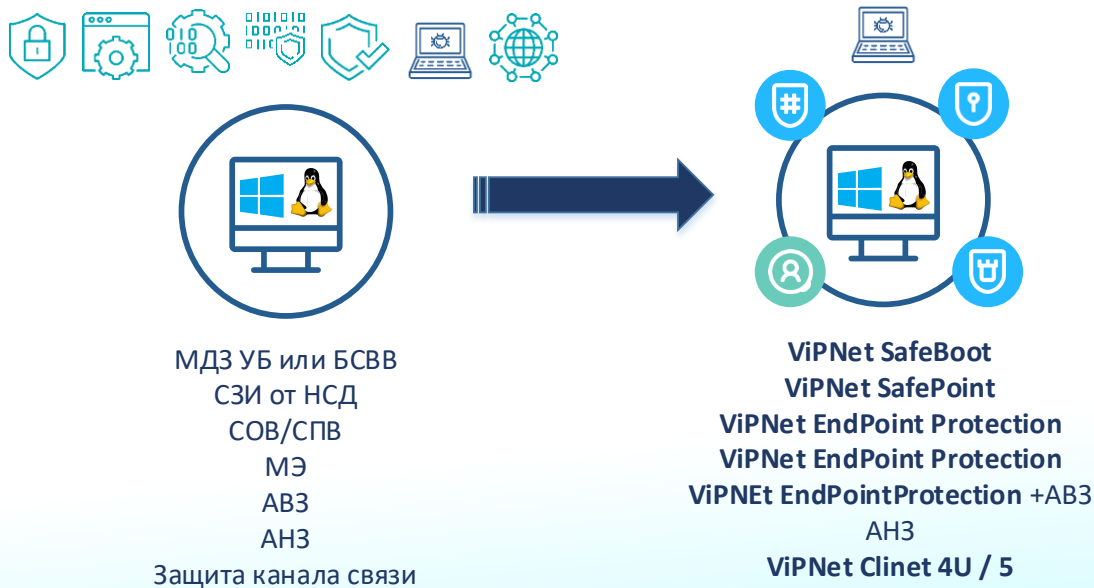 МДЗ УБ или БСВВ
СЗИ от НСД
СОВ/СПВ
МЭ
АВЗ
АНЗ
Защита канала связи
ViPNet SafeBoot
ViPNet SafePoint
ViPNet EndPoint Protection
ViPNet EndPoint Protection
ViPNEt EndPointProtection +АВЗ
АНЗ
ViPNet Clinet 4U / 5